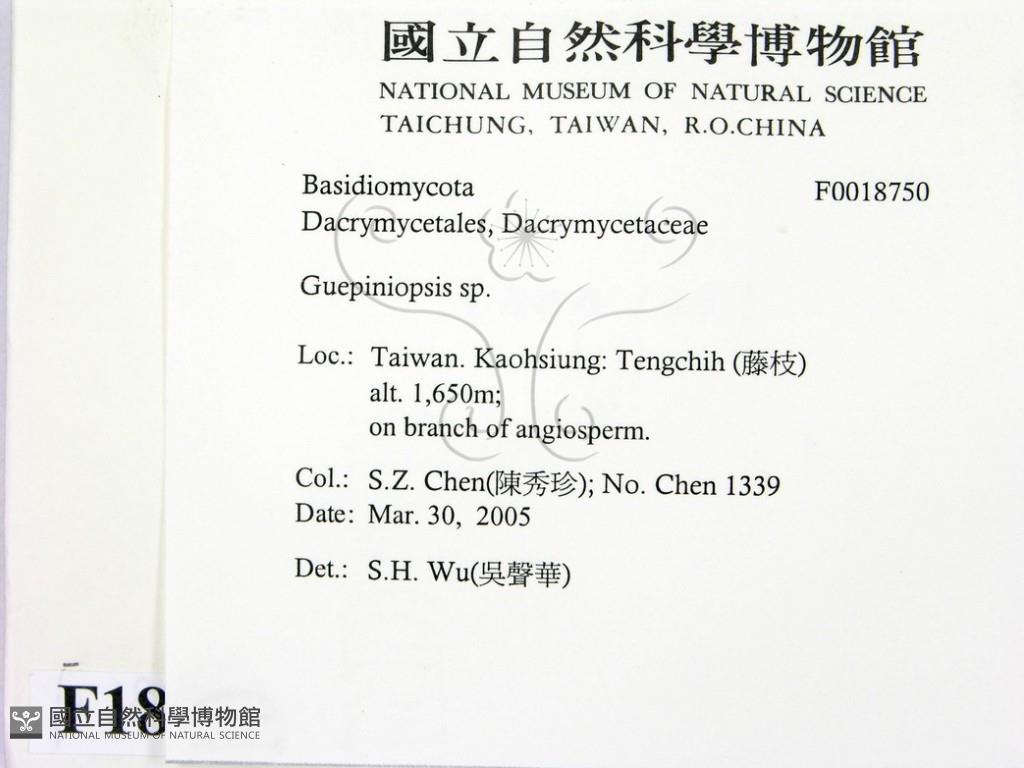 國立自然科學博物館
NATIONAL MUSEUM OF NATURAL SCIENCE
TAICHUNG, TAIWAN, R.O.CHINA
Basidiomycota F0018750
Dacrymycetales, Dacrymycetaceae
Guepiniopsis sp.
Loc.: Taiwan. Kaohsiung: Tengchih (藤枝)
alt. 1,650m;
on branch of angiosperm.
Col.: S.Z. Chen(陳秀珍); No. Chen 1339
Date: Mar. 30, 2005
Det.: S.H. Wu(吳聲華)
F18
國立自然科學博物館
NATIONAL MUSEUM OF NATURAL SCIENCE